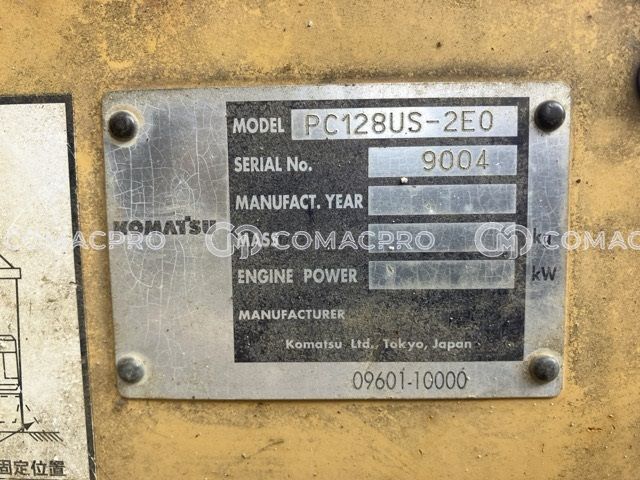 MODEL PC128US-2E0
SERIAL No. 9004
MANUFACT. YEAR
KOMATSU
MASS kg
ENGINE POWER kW
MANUFACTURER
Komatsu Ltd., Tokyo, Japan
09601-10000
COMACPRO COMACPRO COMACPRO
固定位置